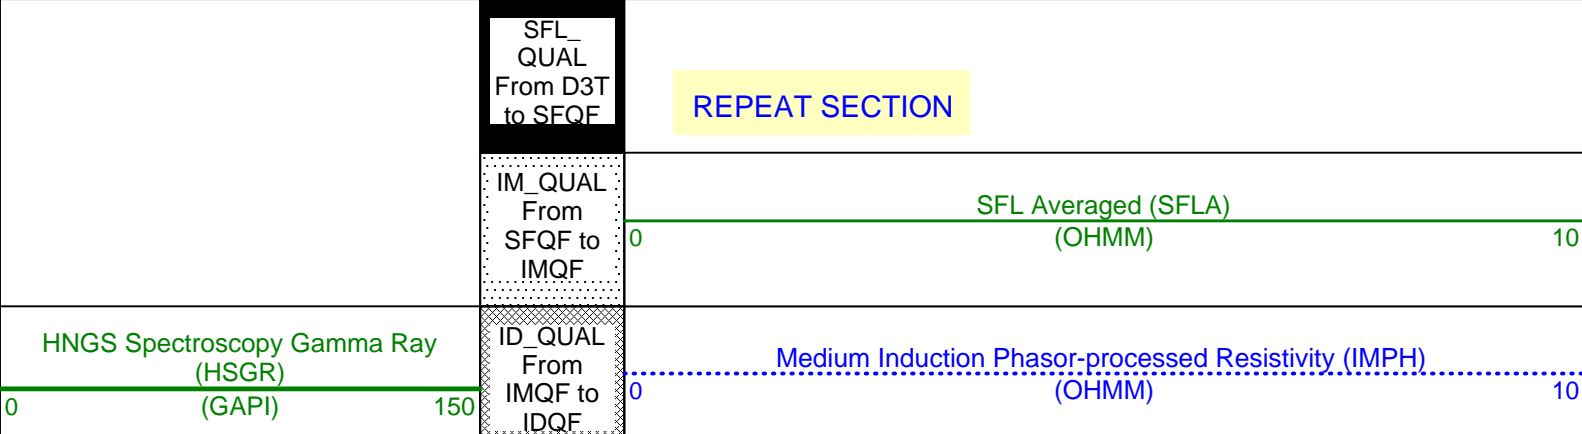 SFL_
QUAL
From D3T
to SFQF
REPEAT SECTION
IM_QUAL
From
SFQF to
IMQF
SFL Averaged (SFLA)
0 (OHMM) 10
HNGS Spectroscopy Gamma Ray
(HSGR)
0 (GAPI) 150
ID_QUAL
From
IMQF to
IDQF
Medium Induction Phasor-processed Resistivity (IMPH)
0 (OHMM) 10